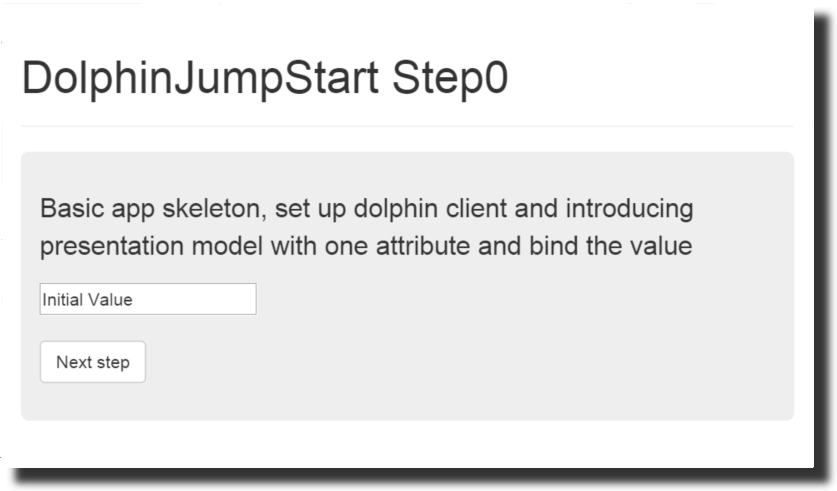 DolphinJumpStart Step0
Basic app skeleton, set up dolphin client and introducing
presentation model with one attribute and bind the value
Initial Value
Next step